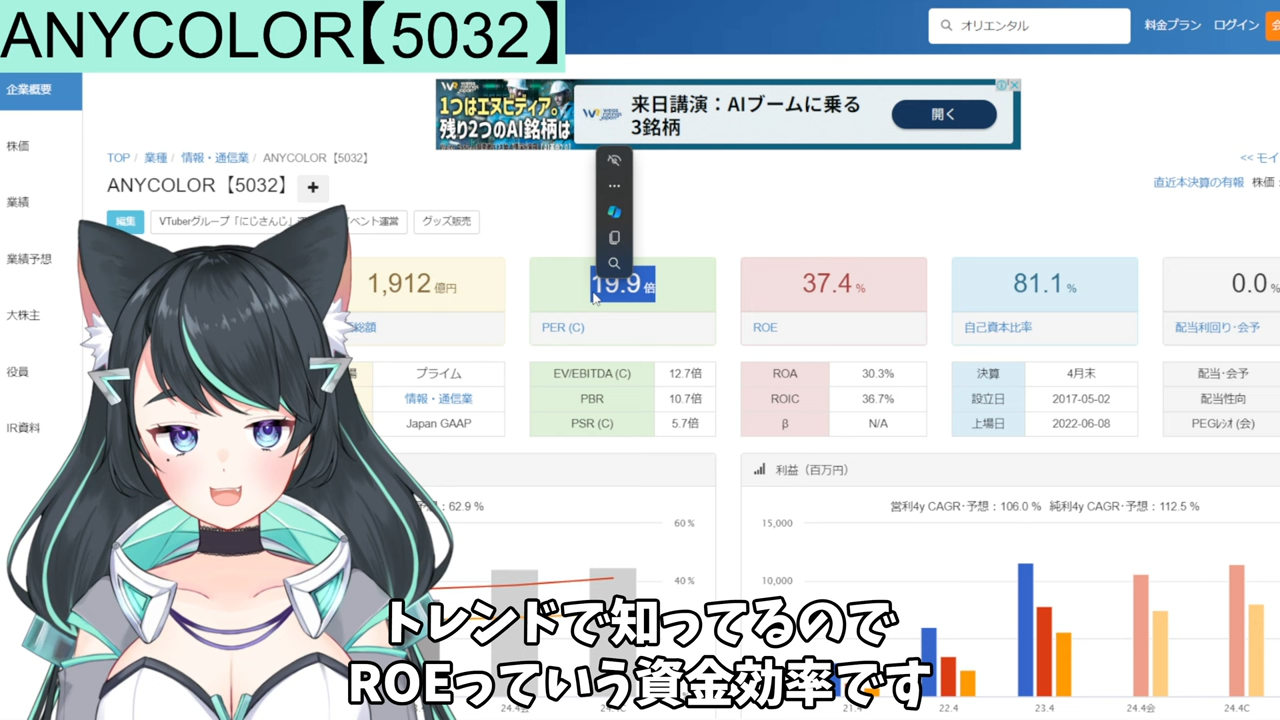 ANYCOLOR【5032】
オリエンタル
料金プラン
ログイン
会
企業概要
株価
業績
業績予想
大株主
役員
IR資料
1つはエヌビディア。
残り2つのAI銘柄は
来日講演：AIブームに乗る
3銘柄
開く
TOP / 業種 / 情報・通信業 / ANYCOLOR【5032】
<< モイ
ANYCOLOR 【5032】 +
直近本決算の有報 株価：
編集
VTuberグループ「にじさんじ」
ベント運営
グッズ販売
1,912 億円
総額
19.9 倍
PER (C)
37.4 %
ROE
81.1 %
自己資本比率
0.0 %
配当利回り･会予
場 プライム
情報・通信業
Japan GAAP
EV/EBITDA (C) 12.7倍
PBR 10.7倍
PSR (C) 5.7倍
ROA 30.3%
ROIC 36.7%
β N/A
決算 4月末
設立日 2017-05-02
上場日 2022-06-08
配当･会予
配当性向
PEGﾚｼｵ (会)
予想：62.9 %
60 %
40 %
24.4会
利益（百万円）
営利4y CAGR･予想：106.0 % 純利4y CAGR･予想：112.5 %
15,000
10,000
21.4
22.4
23.4
24.4会
24.4C
トレンドで知ってるので
ROEっていう資金効率です